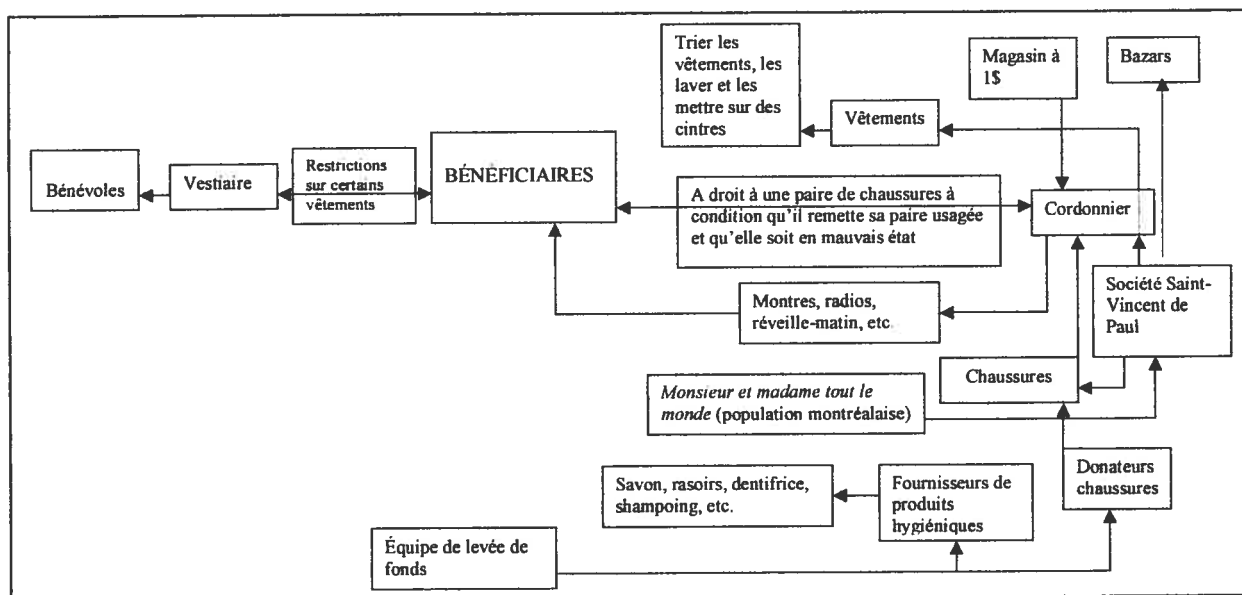 Trier les
vêtements, les
laver et les
mettre sur des
cintres
Magasin à
1$
Bazars
Vêtements
Bénévoles
Vestiaire
Restrictions
sur certains
vêtements
BÉNÉFICIAIRES
A droit à une paire de chaussures à
condition qu'il remette sa paire usagée
et qu'elle soit en mauvais état
Cordonnier
Montres, radios,
réveille-matin, etc.
Société Saint-
Vincent de
Paul
Chaussures
Monsieur et madame tout le
monde (population montréalaise)
Savon, rasoirs, dentifrice,
shampoing, etc.
Fournisseurs de
produits
hygiéniques
Donateurs
chaussures
Équipe de levée de
fonds